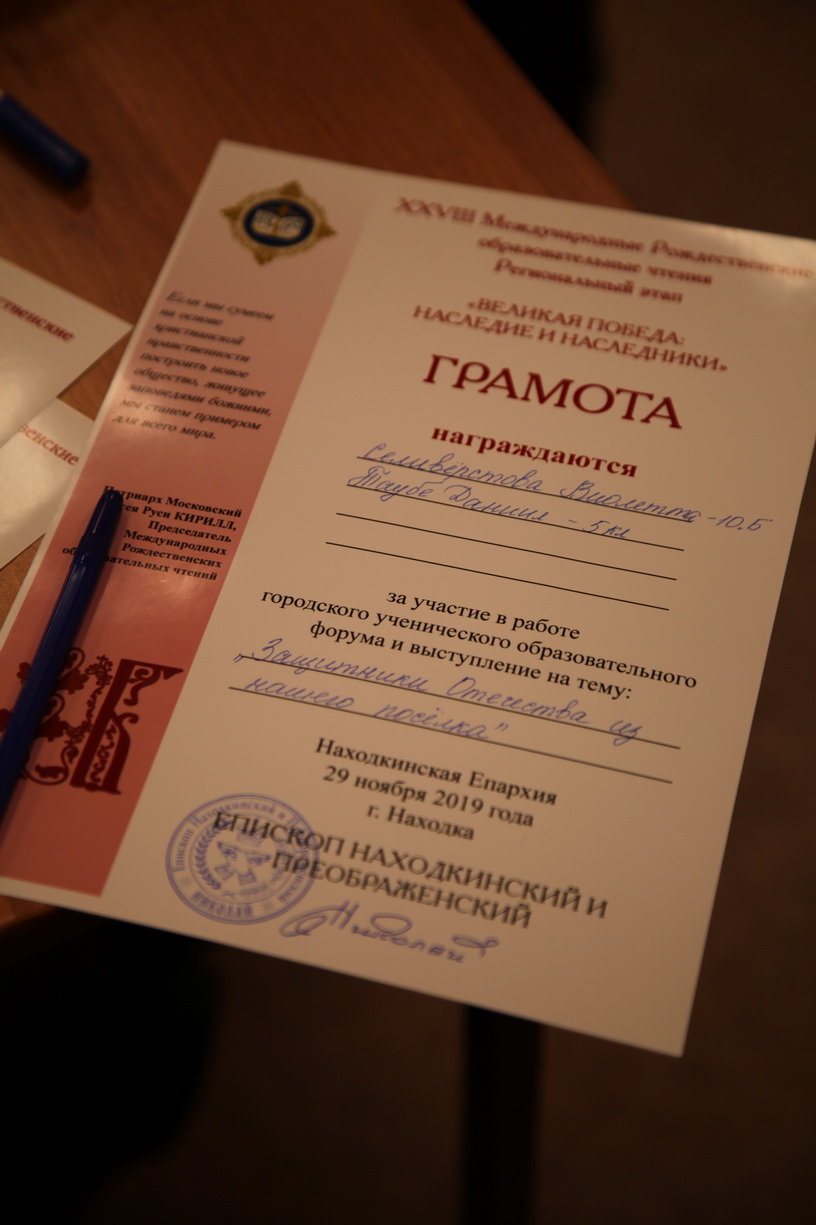 XXVIII Международные Рождественские
образовательные чтения
Региональный этап
«ВЕЛИКАЯ ПОБЕДА:
НАСЛЕДИЕ И НАСЛЕДНИКИ»
ГРАМОТА
награждаются
Селивёрстова Виолетта - 10.Б
Таубе Даниил - 5 кл
за участие в работе
городского ученического образовательного
форума и выступление на тему:
„Защитники Отечества из
нашего посёлка"
Находкинская Епархия
29 ноября 2019 года
г. Находка
ЕПИСКОП НАХОДКИНСКИЙ И
ПРЕОБРАЖЕНСКИЙ
Если мы сумеем
на основе
христианской
нравственности
построить новое
общество, живущее
заповедями божиими,
мы станем примером
для всего мира.
Патриарх Московский
Руси КИРИЛЛ,
Председатель
Международных
Рождественских
чтений
ственские
венские